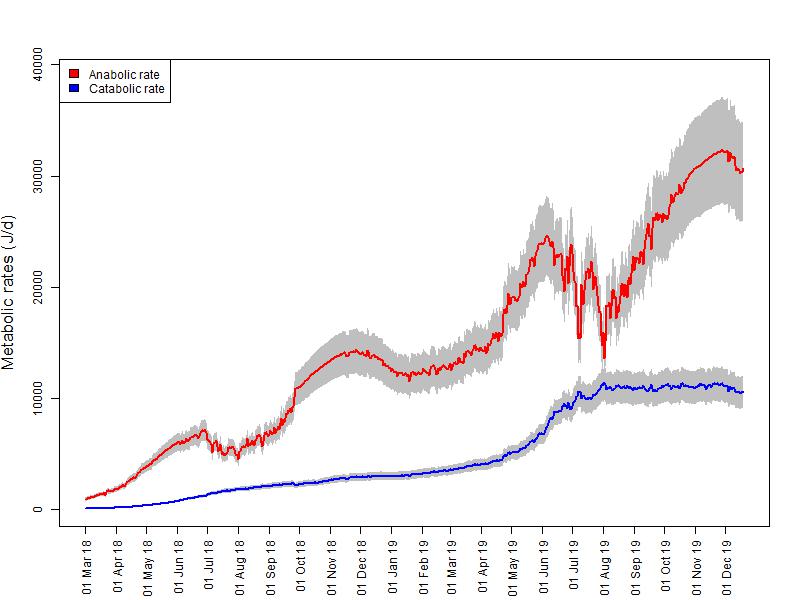 Anabolic rate
Catabolic rate
Metabolic rates (J/d)
40000
30000
20000
10000
0
01 Mar 18
01 Apr 18
01 May 18
01 Jun 18
01 Jul 18
01 Aug 18
01 Sep 18
01 Oct 18
01 Nov 18
01 Dec 18
01 Jan 19
01 Feb 19
01 Mar 19
01 Apr 19
01 May 19
01 Jun 19
01 Jul 19
01 Aug 19
01 Sep 19
01 Oct 19
01 Nov 19
01 Dec 19